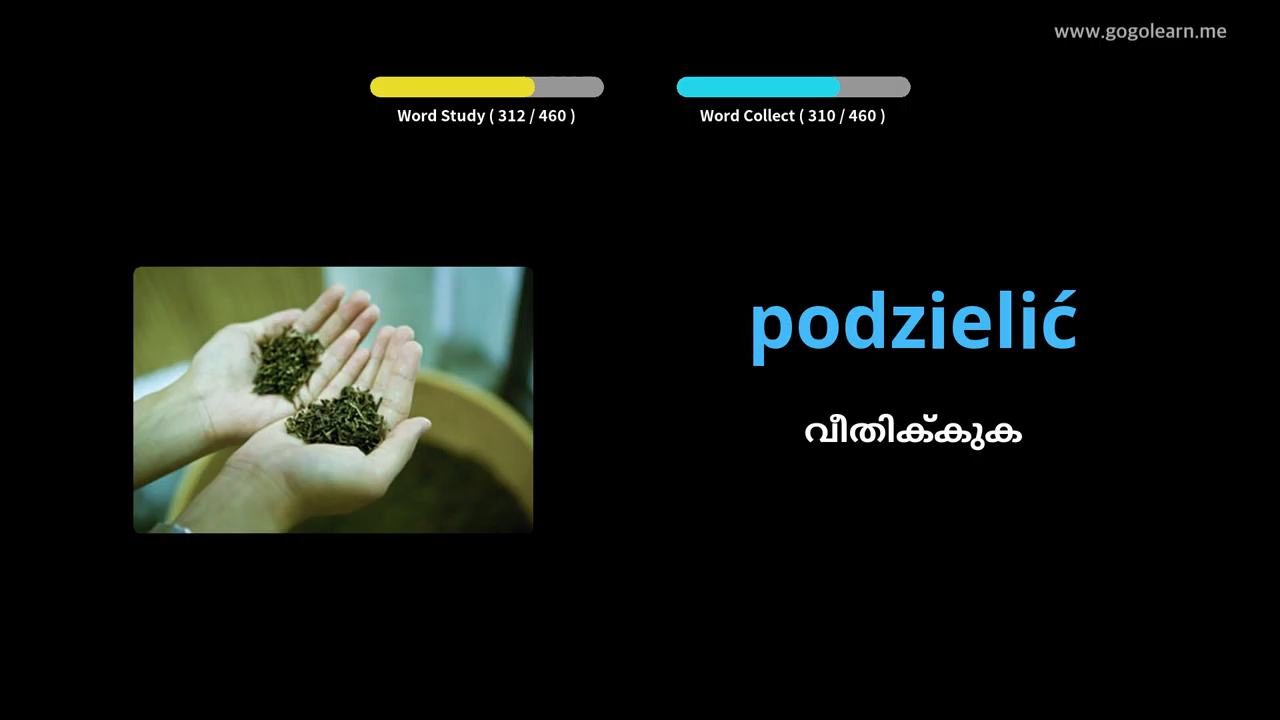 www.gogolearn.me
Word Study ( 312 / 460 )
Word Collect ( 310 / 460 )
podzielić
വീതിക്കുക